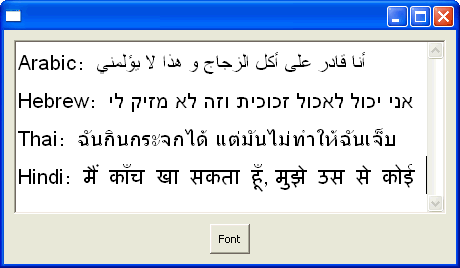 Arabic: أنا قادر على أكل الزجاج و هذا لا يؤلمني
Hebrew: אני יכול לאכול זכוכית וזה לא מזיק לי
Thai: ฉันกินกระจกได้ แต่มันไม่ทำให้ฉันเจ็บ
Hindi: मैं काँच खा सकता हूँ, मुझे उस से कोई
Font